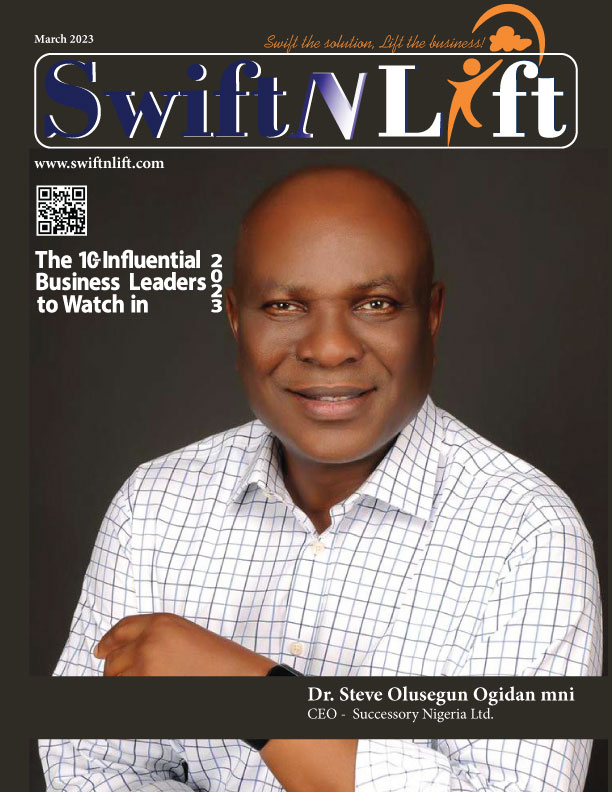 March 2023
Swift the solution, Lift the business!
SwiftNLift
www.swiftnlift.com
The 10 Influential
Business Leaders
to Watch in
2023
Dr. Steve Olusegun Ogidan mni
CEO - Successory Nigeria Ltd.